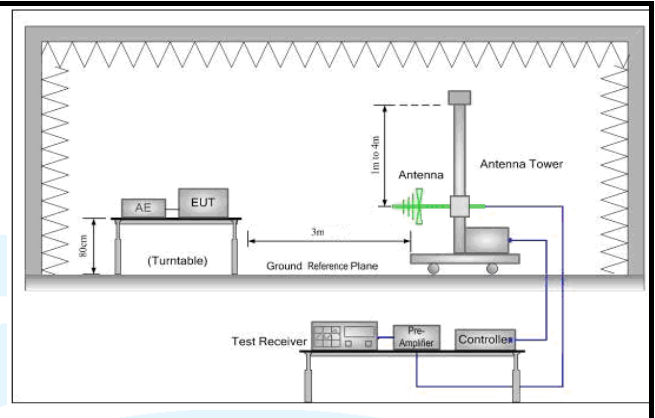 1m to 4m
Antenna
Antenna Tower
AE
EUT
80cm
(Turntable)
3m
Ground Reference Plane
Test Receiver
Pre-
Amplifier
Controller